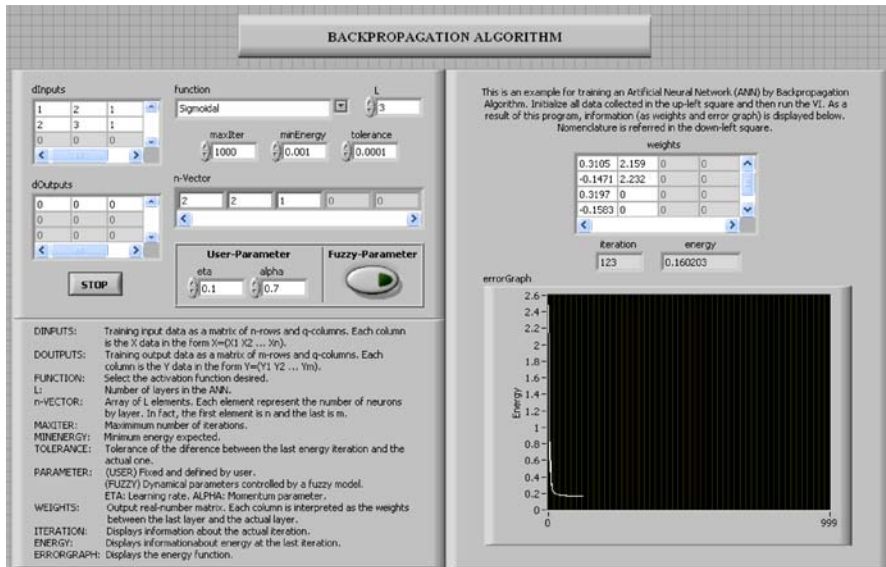 BACKPROPAGATION ALGORITHM
dInputs
1 2 1
2 3 1
0 0 0
dOutputs
0 0 0
0 0 0
0 0 0
STOP
function
Sigmoidal
L
3
maxIter
1000
minEnergy
0.001
tolerance
0.0001
n-Vector
2 2 1 0 0
User-Parameter
eta
0.1
alpha
0.7
Fuzzy-Parameter
DINPUTS: Training input data as a matrix of n-rows and q-columns. Each column
is the X data in the form X=(X1 X2 ... Xn).
DOUTPUTS: Training output data as a matrix of m-rows and q-columns. Each
column is the Y data in the form Y=(Y1 Y2 ... Ym).
FUNCTION: Select the activation function desired.
L: Number of layers in the ANN.
n-VECTOR: Array of L elements. Each element represent the number of neurons
by layer. In fact, the first element is n and the last is m.
MAXITER: Maximimum number of iterations.
MINENERGY: Minimum energy expected.
TOLERANCE: Tolerance of the diference between the last energy iteration and the
actual one.
PARAMETER: (USER) Fixed and defined by user.
(FUZZY) Dynamical parameters controlled by a fuzzy model.
ETA: Learning rate. ALPHA: Momentum parameter.
WEIGHTS: Output real-number matrix. Each column is interpreted as the weights
between the last layer and the actual layer.
ITERATION: Displays information about the actual iteration.
ENERGY: Displays informationabout energy at the last iteration.
ERRORGRAPH: Displays the energy function.
This is an example for training an Artificial Neural Network (ANN) by Backpropagation
Algorithm. Initialize all data collected in the up-left square and then run the VI. As a
result of this program, information (as weights and error graph) is displayed below.
Nomenclature is referred in the down-left square.
weights
0.3105 2.159 0 0
-0.1471 2.232 0 0
0.3197 0 0 0
-0.1583 0 0 0
iteration
123
energy
0.160203
errorGraph
Energy
2.6
2.4
2.2
2
1.8
1.6
1.4
1.2
1
0.8
0.6
0.4
0.2
0
0 999